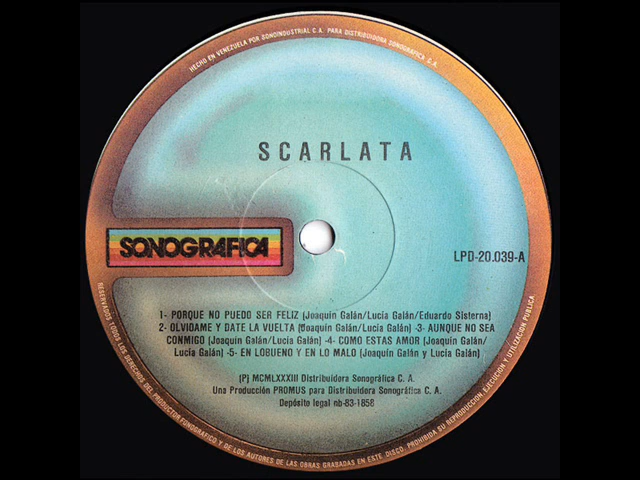 HECHO EN VENEZUELA POR SONOINDUSTRIAL C.A. PARA DISTRIBUIDORA SONOGRAFICA C.A.
SCARLATA
SONOGRAFICA
LPD-20.039-A
1- PORQUE NO PUEDO SER FELIZ (Joaquín Galán/Lucía Galán/Eduardo Sisterna)
2- OLVIDAME Y DATE LA VUELTA (Joaquín Galán/Lucía Galán) -3- AUNQUE NO SEA
CONMIGO (Joaquín Galán/Lucía Galán) -4- COMO ESTAS AMOR (Joaquín Galán/
Lucía Galán) -5- EN LOBUENO Y EN LO MALO (Joaquín Galán y Lucía Galán)
(P) MCMLXXXIII Distribuidora Sonográfica C. A.
Una Producción PROMUS para Distribuidora Sonográfica C. A.
Depósito legal nb-83-1858
RESERVADOS TODOS LOS DERECHOS DEL PRODUCTOR FONOGRAFICO Y DE LOS AUTORES DE LAS OBRAS GRABADAS EN ESTE DISCO. PROHIBIDA SU REPRODUCCION, EJECUCION Y UTILIZACION PUBLICA